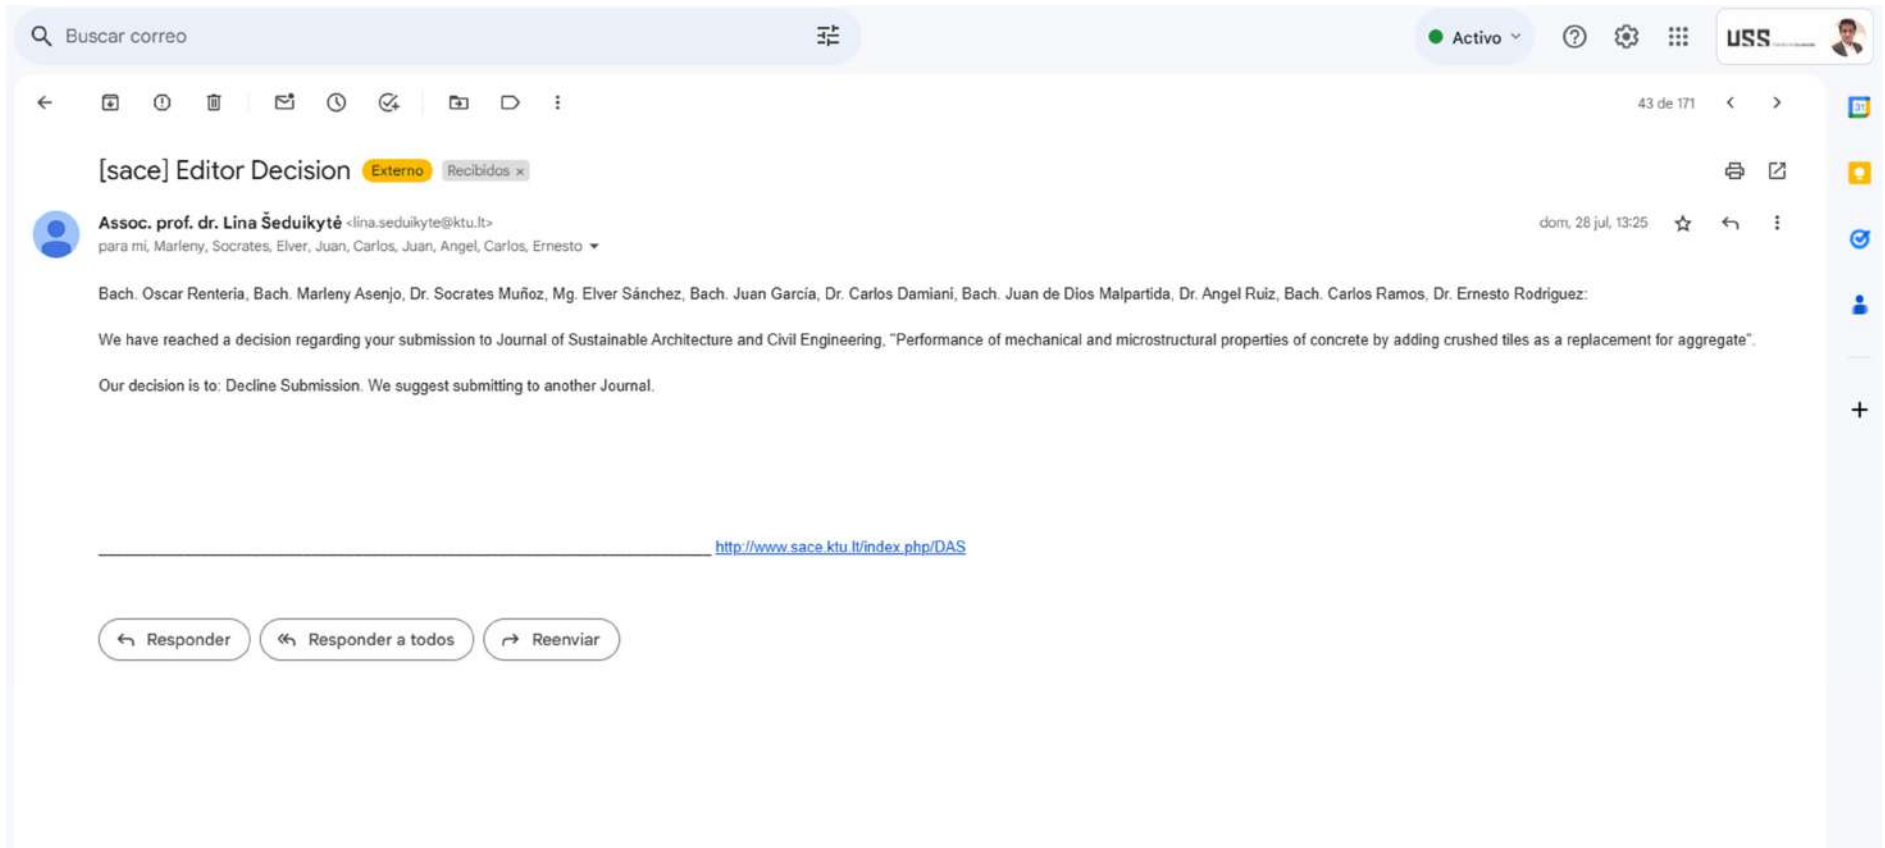 Buscar correo
Activo
USS
43 de 171
31
[sace] Editor Decision Externo Recibidos ×
Assoc. prof. dr. Lina Šeduikytė <lina.seduikyte@ktu.lt>
dom, 28 jul, 13:25
para mí, Marleny, Socrates, Elver, Juan, Carlos, Juan, Angel, Carlos, Ernesto
Bach. Oscar Renteria, Bach. Marleny Asenjo, Dr. Socrates Muñoz, Mg. Elver Sánchez, Bach. Juan García, Dr. Carlos Damiani, Bach. Juan de Dios Malpartida, Dr. Angel Ruiz, Bach. Carlos Ramos, Dr. Ernesto Rodriguez:
We have reached a decision regarding your submission to Journal of Sustainable Architecture and Civil Engineering, "Performance of mechanical and microstructural properties of concrete by adding crushed tiles as a replacement for aggregate".
Our decision is to: Decline Submission. We suggest submitting to another Journal.
http://www.sace.ktu.lt/index.php/DAS
Responder
Responder a todos
Reenviar